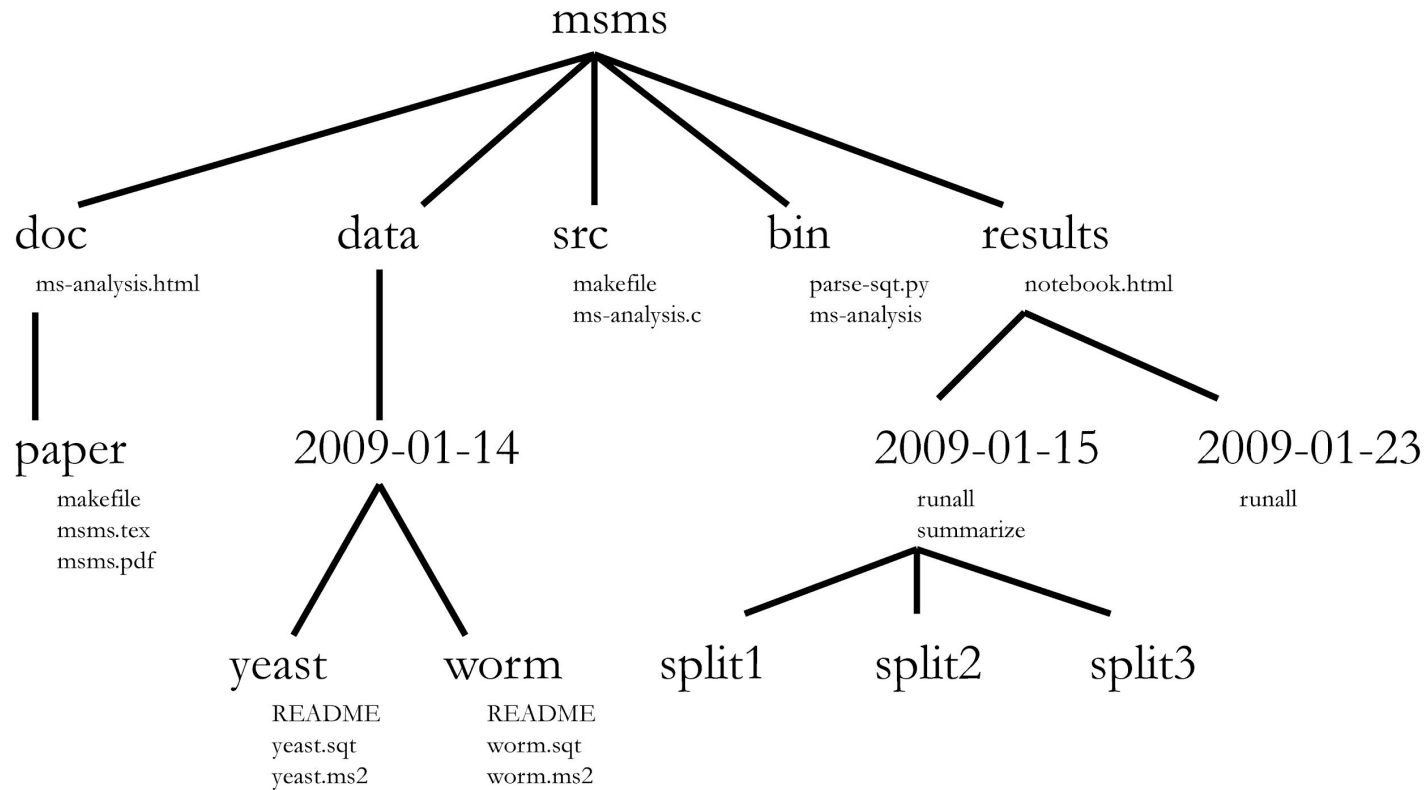 msms
doc
data
src
bin
results
ms-analysis.html
makefile
ms-analysis.c
parse-sqt.py
ms-analysis
notebook.html
paper
makefile
msms.tex
msms.pdf
2009-01-14
2009-01-15
runall
summarize
2009-01-23
runall
yeast
README
yeast.sqt
yeast.ms2
worm
README
worm.sqt
worm.ms2
split1
split2
split3